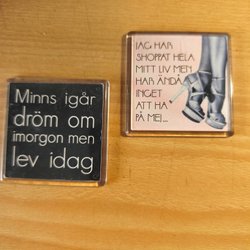 Minns igår
dröm om
imorgon men
lev idag
JAG HAR
SHOPPAT HELA
MITT LIV MEN
HAR ÄNDÅ
INGET
ATT HA
PÅ MEJ...